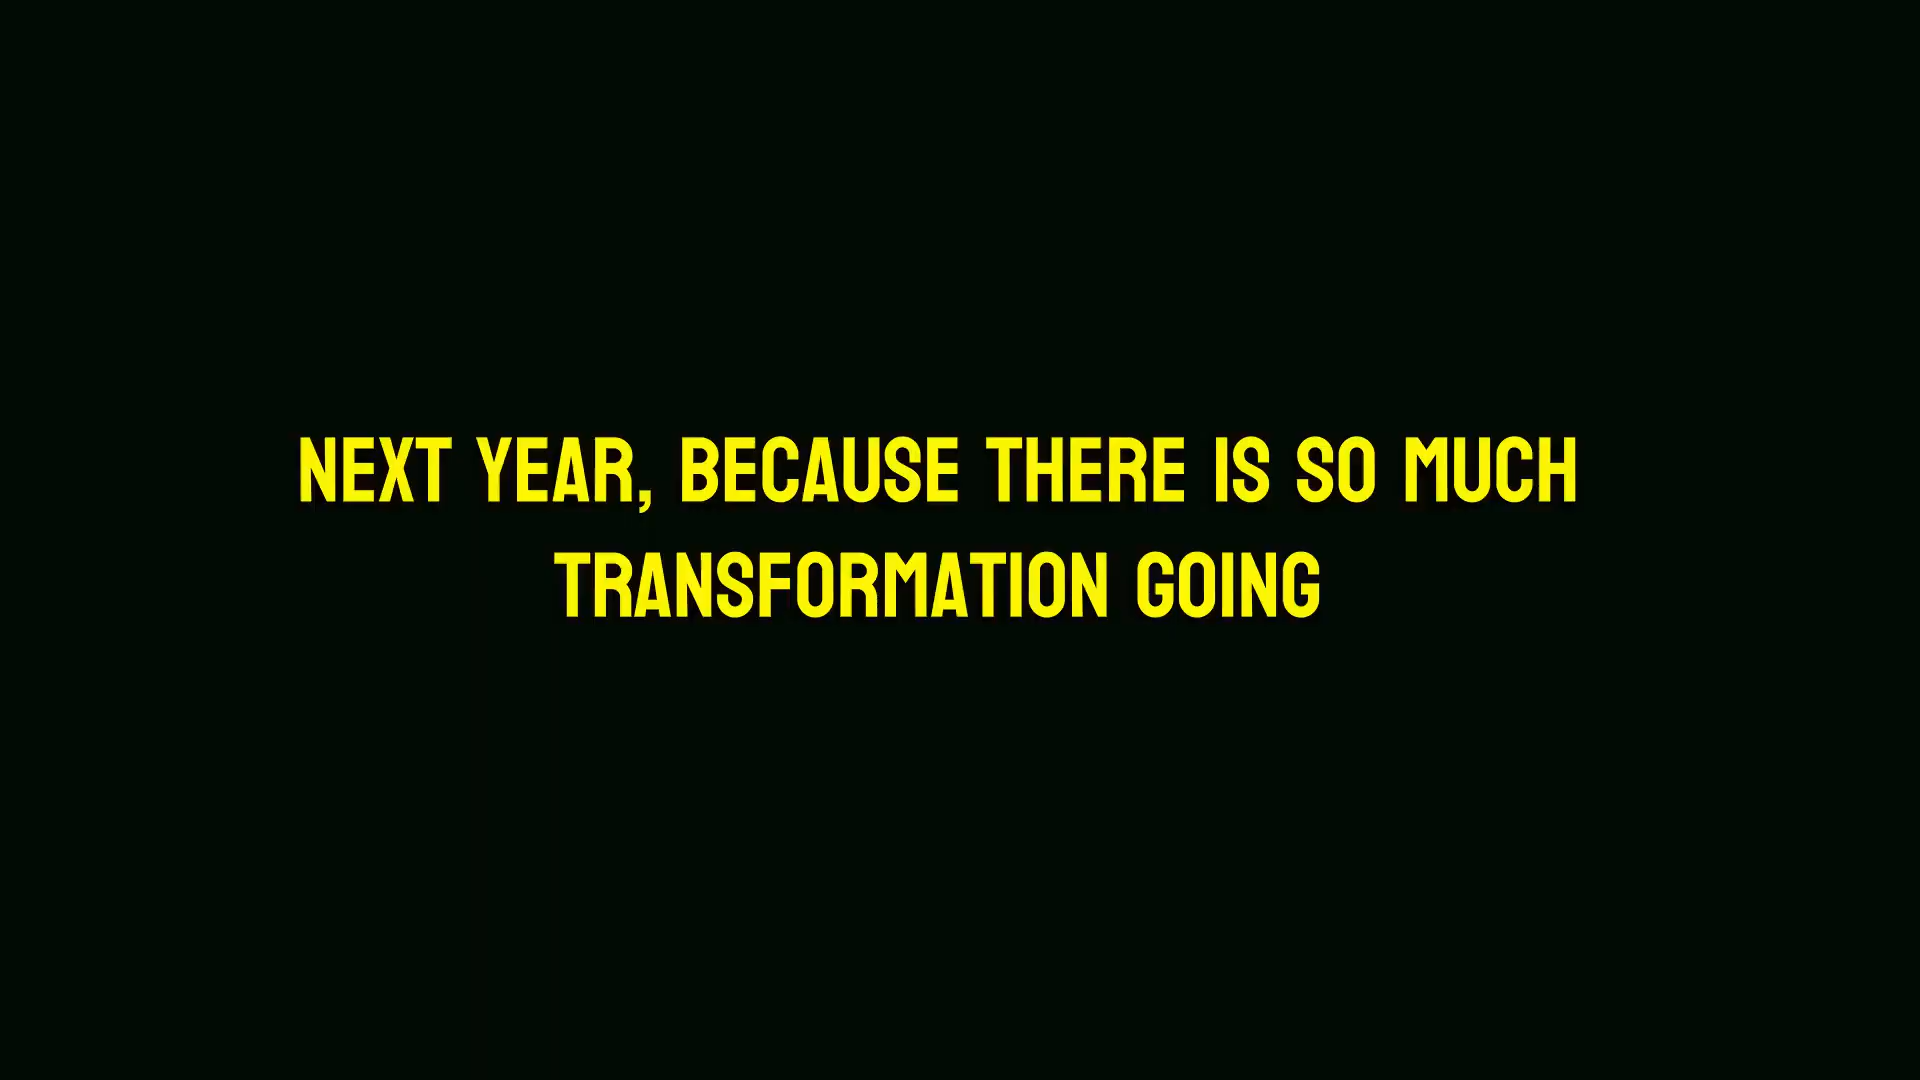 NEXT YEAR, BECAUSE THERE IS SO MUCH
TRANSFORMATION GOING